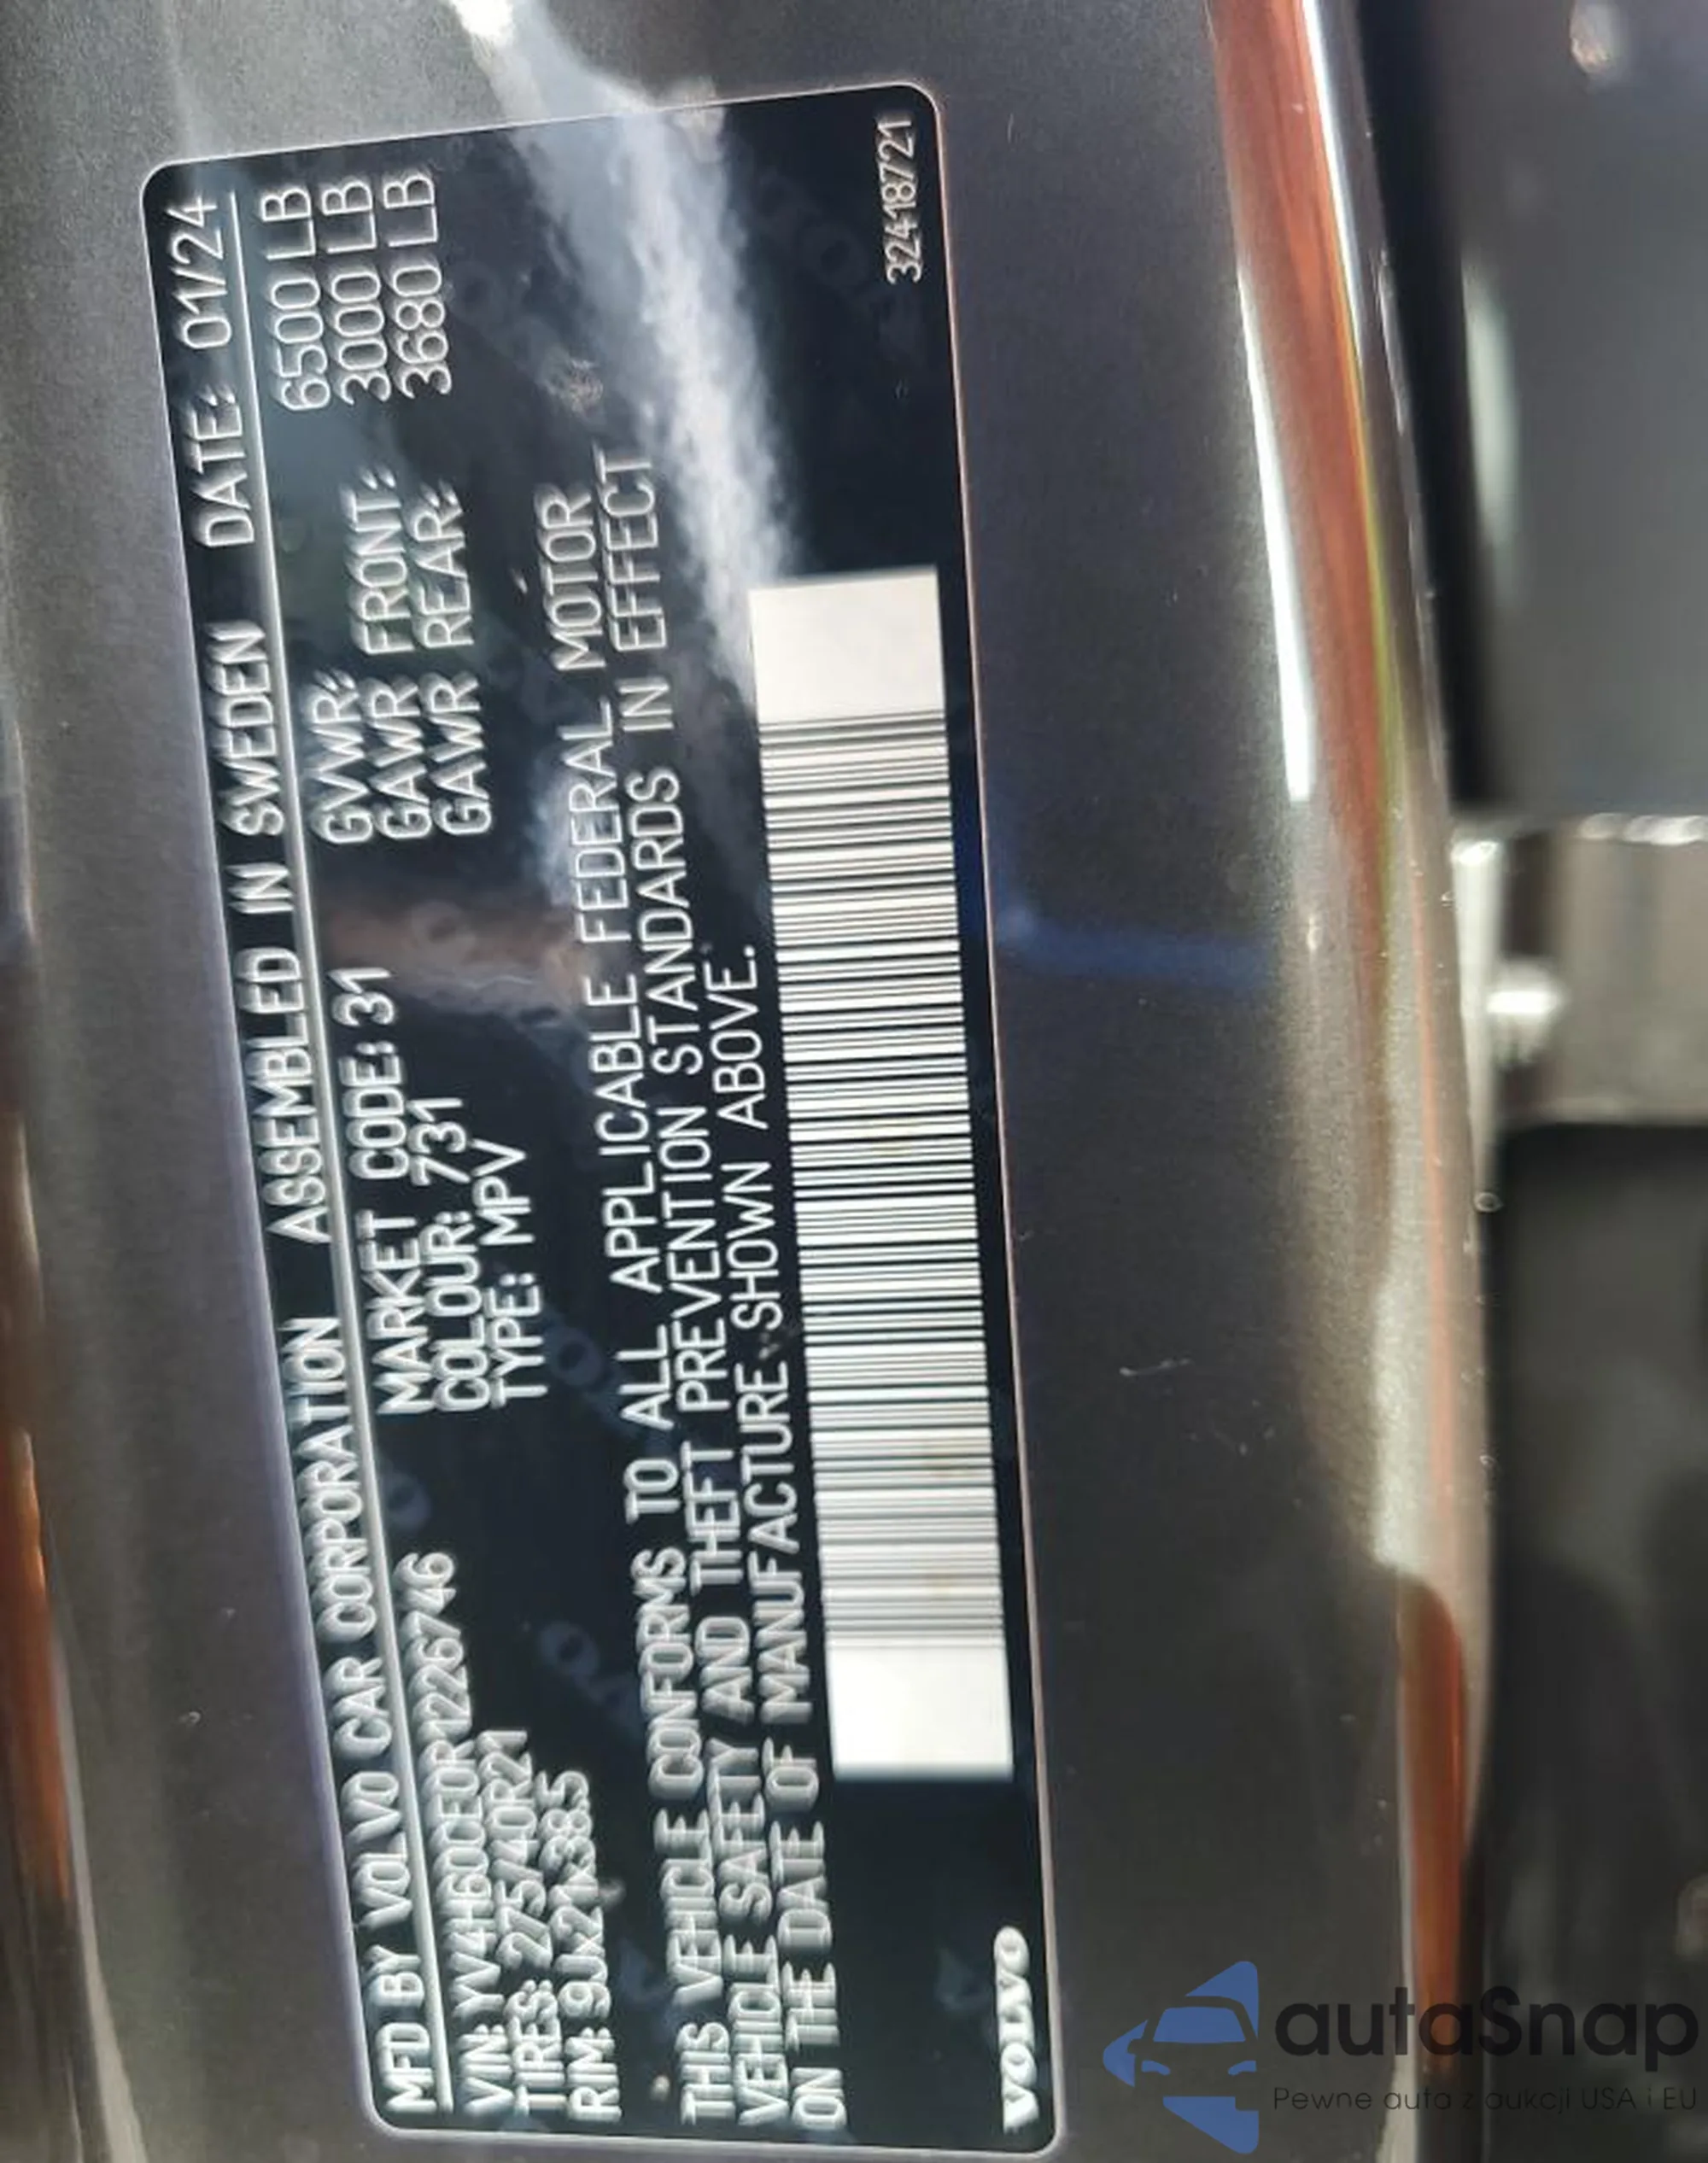 MFD BY VOLVO CAR CORPORATION ASSEMBLED IN SWEDEN DATE: 01/24
VIN: YV4H60CF0R1226746 MARKET CODE: 31 GVWR: 6500 LB
TIRES: 275/40R21 COLOUR: 731 GAWR FRONT: 3000 LB
RIM: 9Jx21x38.5 TYPE: MPV GAWR REAR: 3680 LB
THIS VEHICLE CONFORMS TO ALL APPLICABLE FEDERAL MOTOR
VEHICLE SAFETY AND THEFT PREVENTION STANDARDS IN EFFECT
ON THE DATE OF MANUFACTURE SHOWN ABOVE.
VOLVO 32418721
autaSnap
Pewne auta z aukcji USA i EU